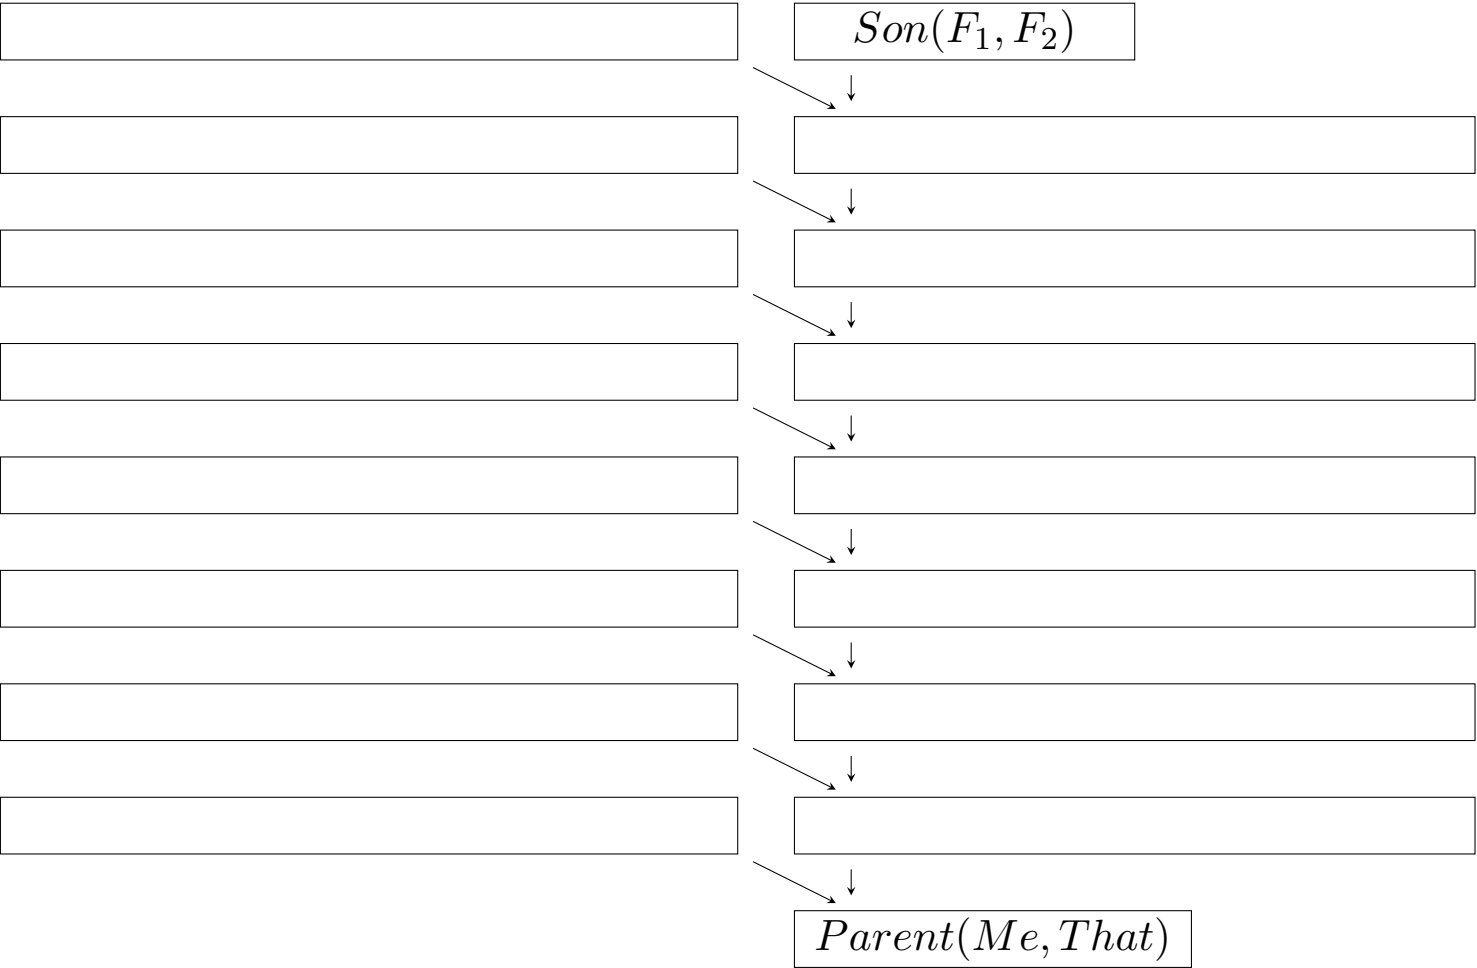 Son(F₁, F₂)
Parent(Me, That)